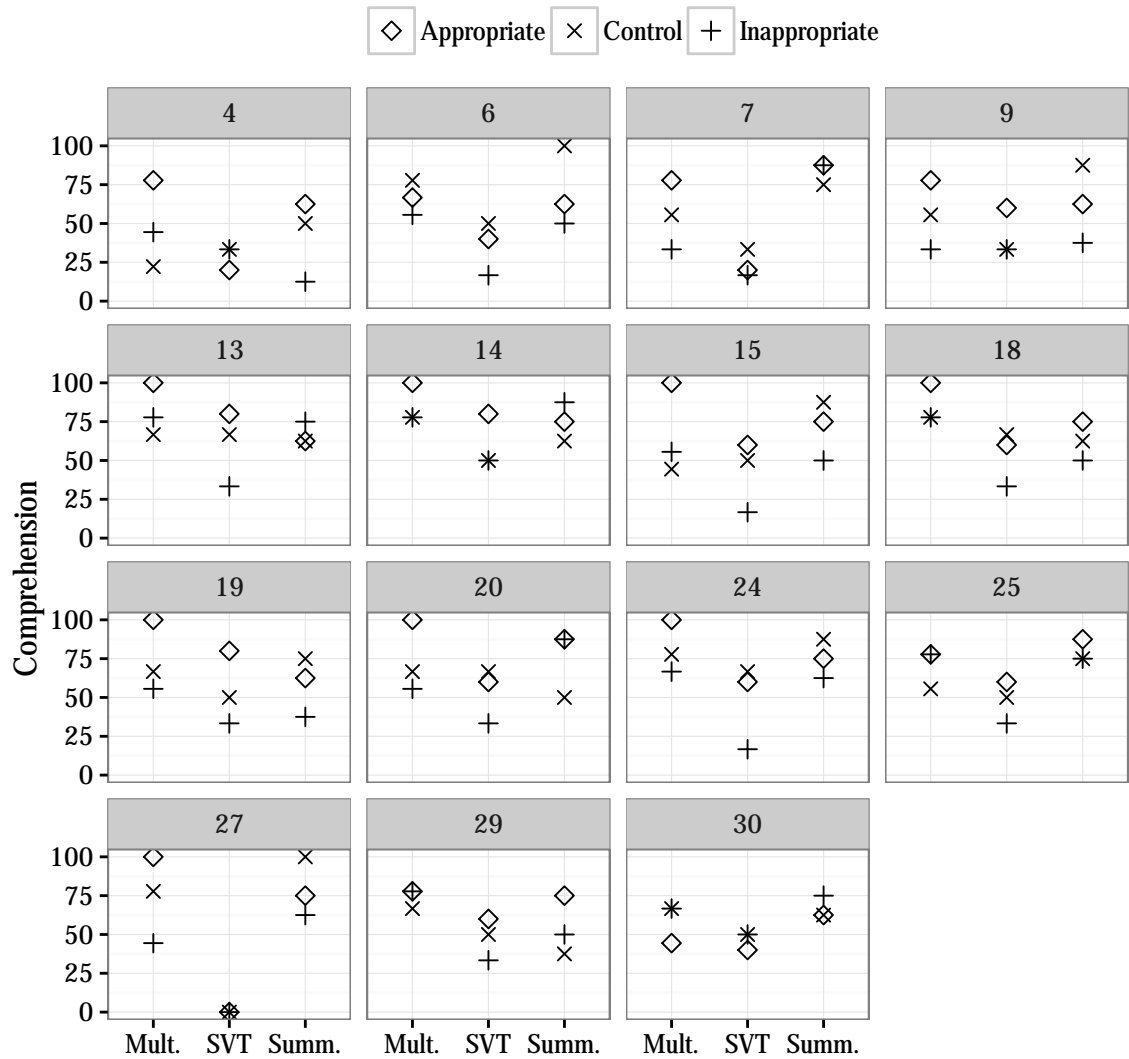 Appropriate Control Inappropriate
4 6 7 9
100
75
50
25
0
13 14 15 18
100
75
50
25
0
Comprehension
19 20 24 25
100
75
50
25
0
27 29 30
100
75
50
25
0
Mult. SVT Summ. Mult. SVT Summ. Mult. SVT Summ.